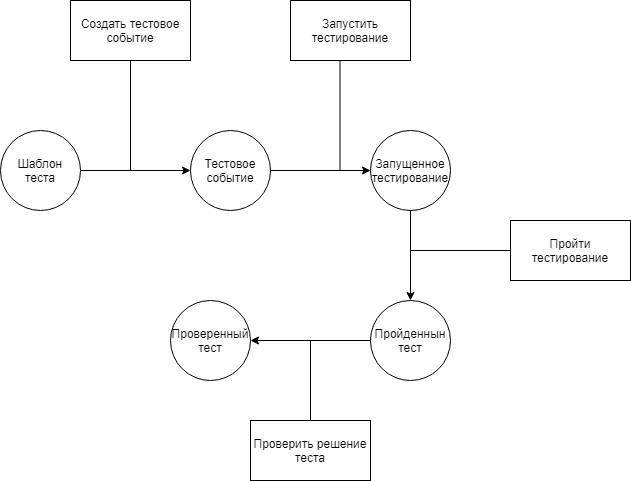 Создать тестовое
событие
Запустить
тестирование
Шаблон
теста
Тестовое
событие
Запущенное
тестирование
Пройти
тестирование
Проверенный
тест
Пройденнын
тест
Проверить решение
теста